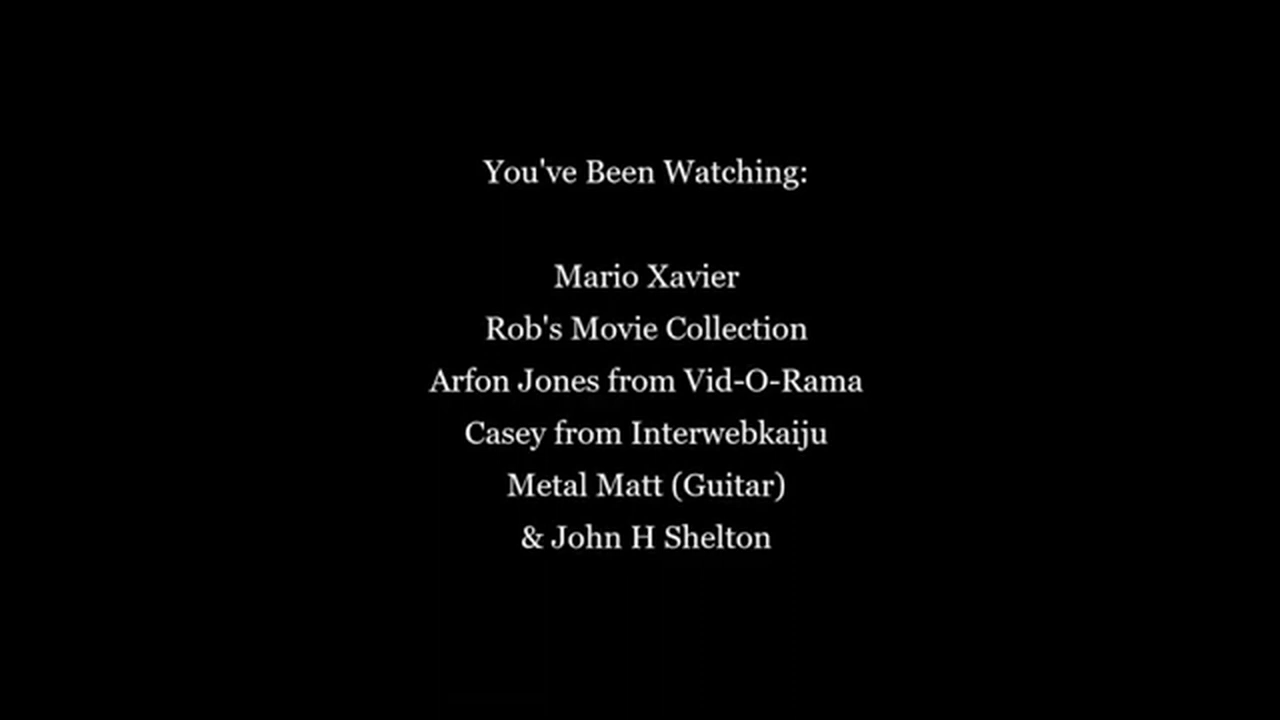 You've Been Watching:
Mario Xavier
Rob's Movie Collection
Arfon Jones from Vid-O-Rama
Casey from Interwebkaiju
Metal Matt (Guitar)
& John H Shelton